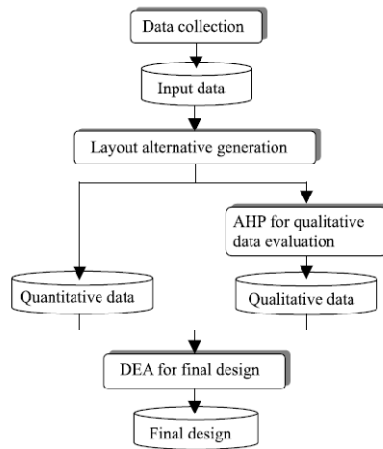 Data collection
Input data
Layout alternative generation
AHP for qualitative
data evaluation
Quantitative data
Qualitative data
DEA for final design
Final design